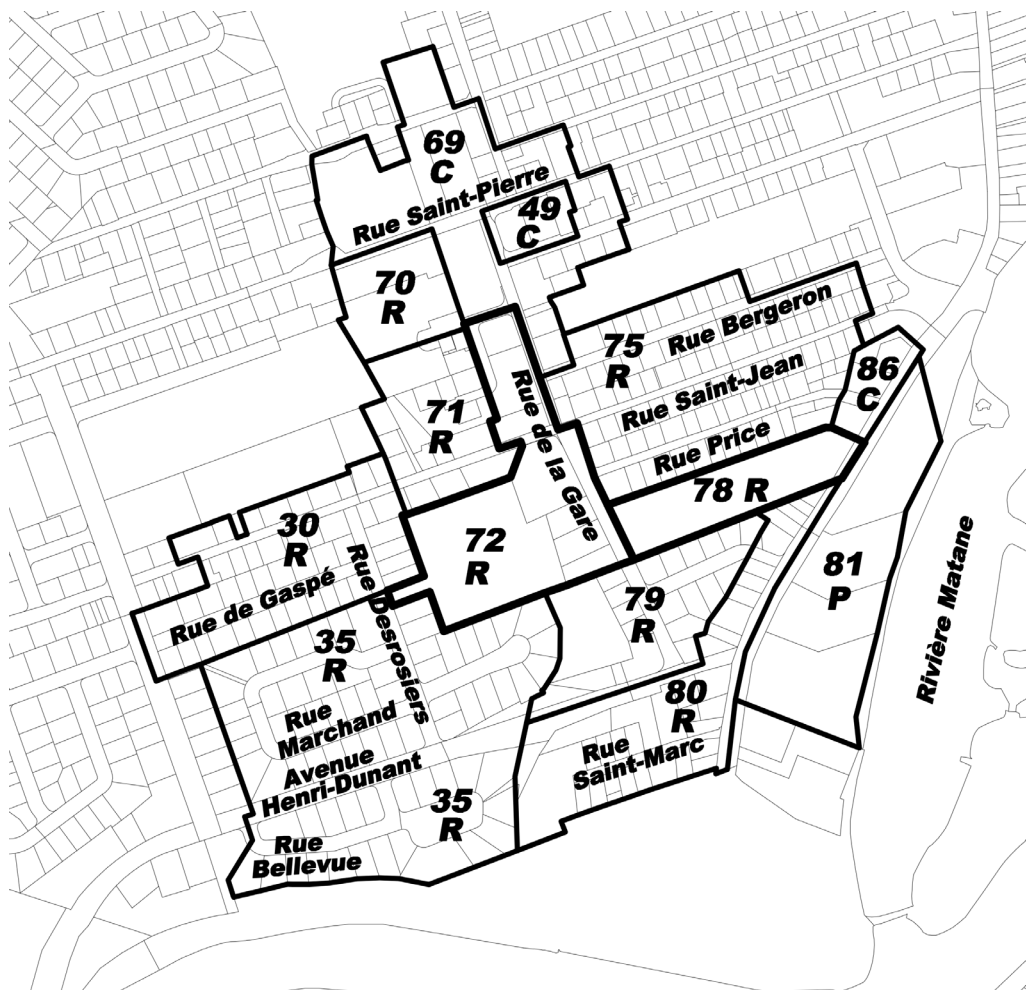 69
C
Rue Saint-Pierre
49
C
70
R
75
R
Rue Bergeron
Rue Saint-Jean
86
C
71
R
Rue de la Gare
Rue Price
78 R
30
R
72
R
Rue de Gaspé
Rue Desrosiers
81
P
Rivière Matane
79
R
35
R
80
R
Rue
Marchand
Rue
Saint-Marc
Avenue
Henri-Dunant
35
R
Rue
Bellevue